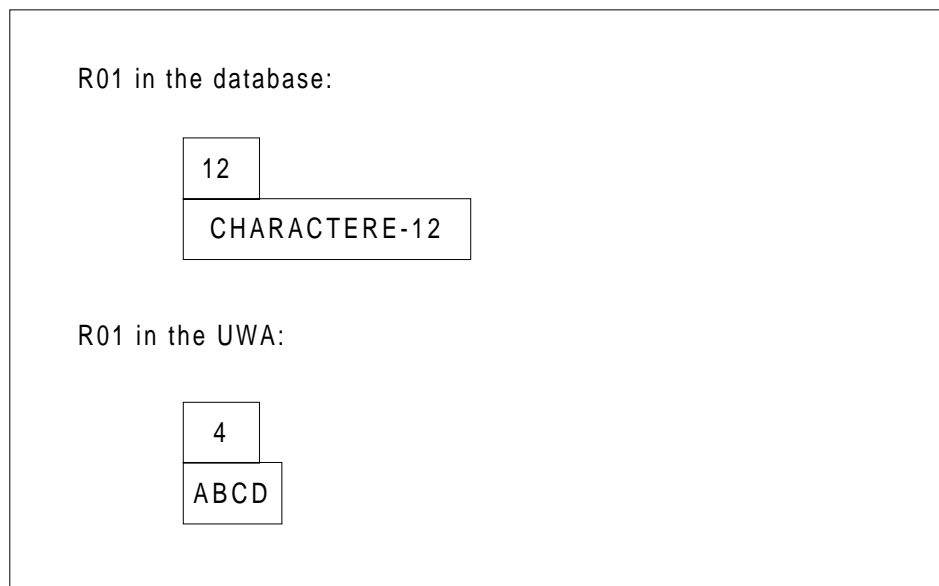 R01 in the database:
12
CHARACTERE-12
R01 in the UWA:
4
ABCD